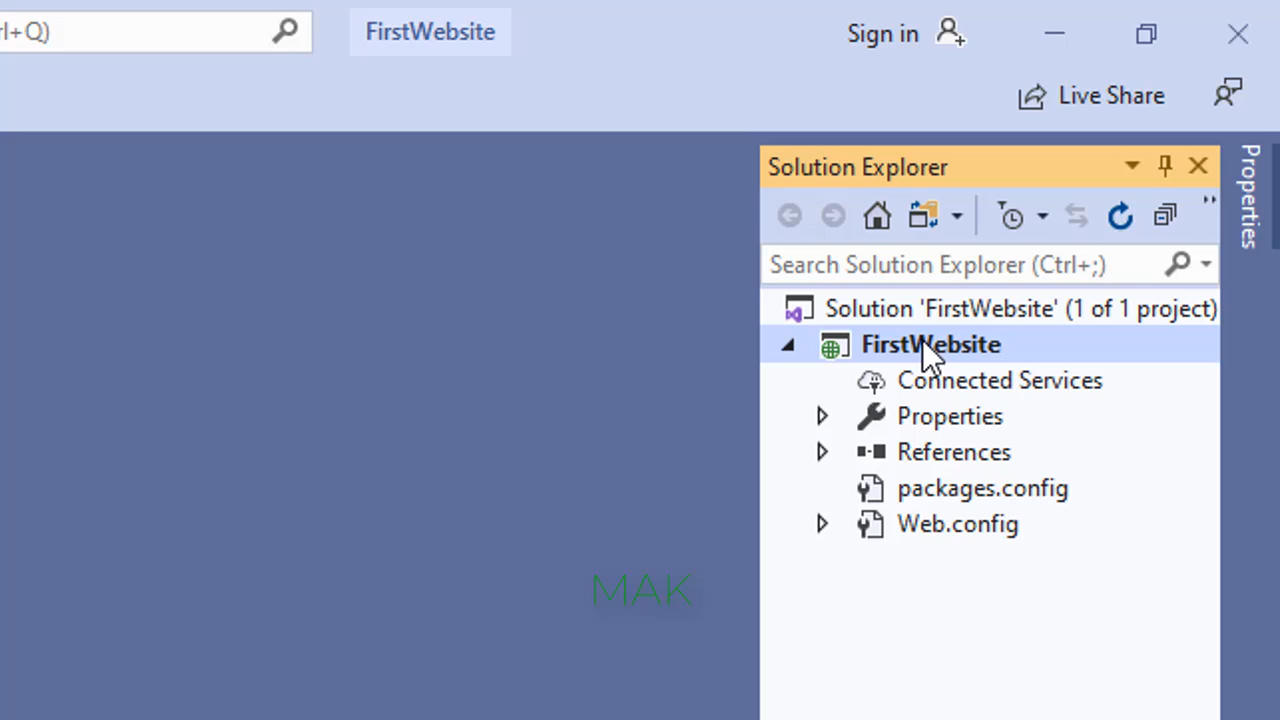 rl+Q)
FirstWebsite
Sign in
Live Share
Solution Explorer
Properties
Search Solution Explorer (Ctrl+;)
Solution 'FirstWebsite' (1 of 1 project)
FirstWebsite
Connected Services
Properties
References
packages.config
Web.config
MAK